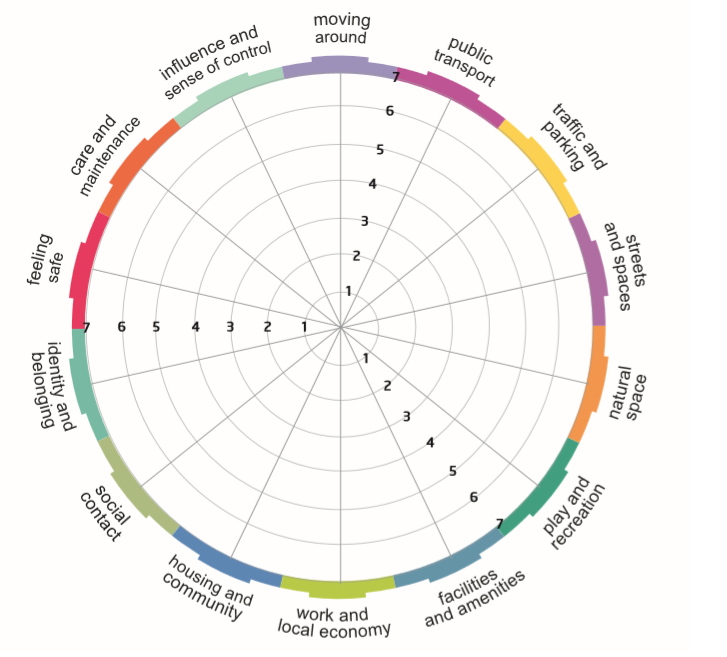 moving
around
public
transport
traffic and
parking
streets
and spaces
natural
space
play and
recreation
facilities
and amenities
work and
local economy
housing and
community
social
contact
identity and
belonging
feeling
safe
care and
maintenance
influence and
sense of control
7
6
5
4
3
2
1
7 6 5 4 3 2 1
1
2
3
4
5
6
7